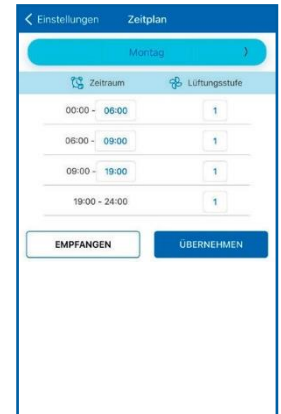 Einstellungen Zeitplan
Montag
Zeitraum Lüftungsstufe
00:00 - 06:00 1
06:00 - 09:00 1
09:00 - 19:00 1
19:00 - 24:00 1
EMPFANGEN ÜBERNEHMEN